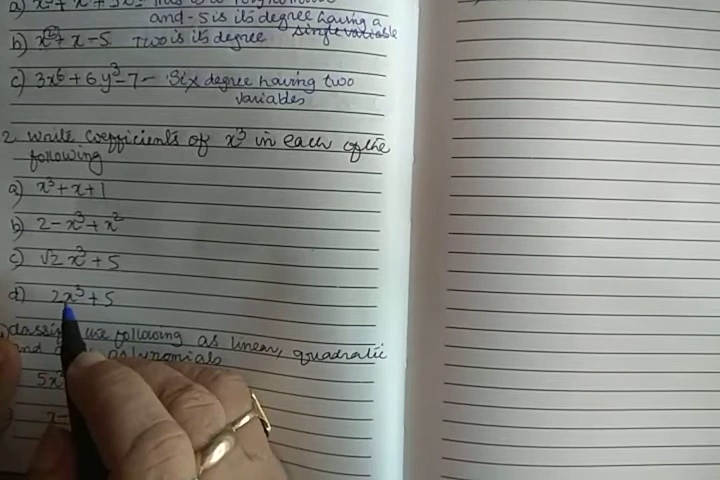 and -5 is its degree having a
single variable
b) x²+x-5 Two is its degree
c) 3x⁶+6y³-7 - Six degree having two
variables
2. Write Coefficients of x³ in each of the
following
a) x³+x+1
b) 2-x³+x²
c) √2x³+5
d) 2x³+5
following as linear, quadratic
and polynomials
5x